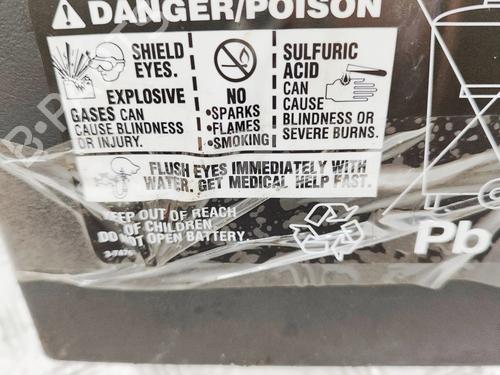 DANGER/POISON
SHIELD
EYES.
EXPLOSIVE
GASES CAN
CAUSE BLINDNESS
OR INJURY.
NO
•SPARKS
•FLAMES
•SMOKING
SULFURIC
ACID
CAN
CAUSE
BLINDNESS OR
SEVERE BURNS.
FLUSH EYES IMMEDIATELY WITH
WATER. GET MEDICAL HELP FAST.
KEEP OUT OF REACH
OF CHILDREN.
DO NOT OPEN BATTERY.
Pb